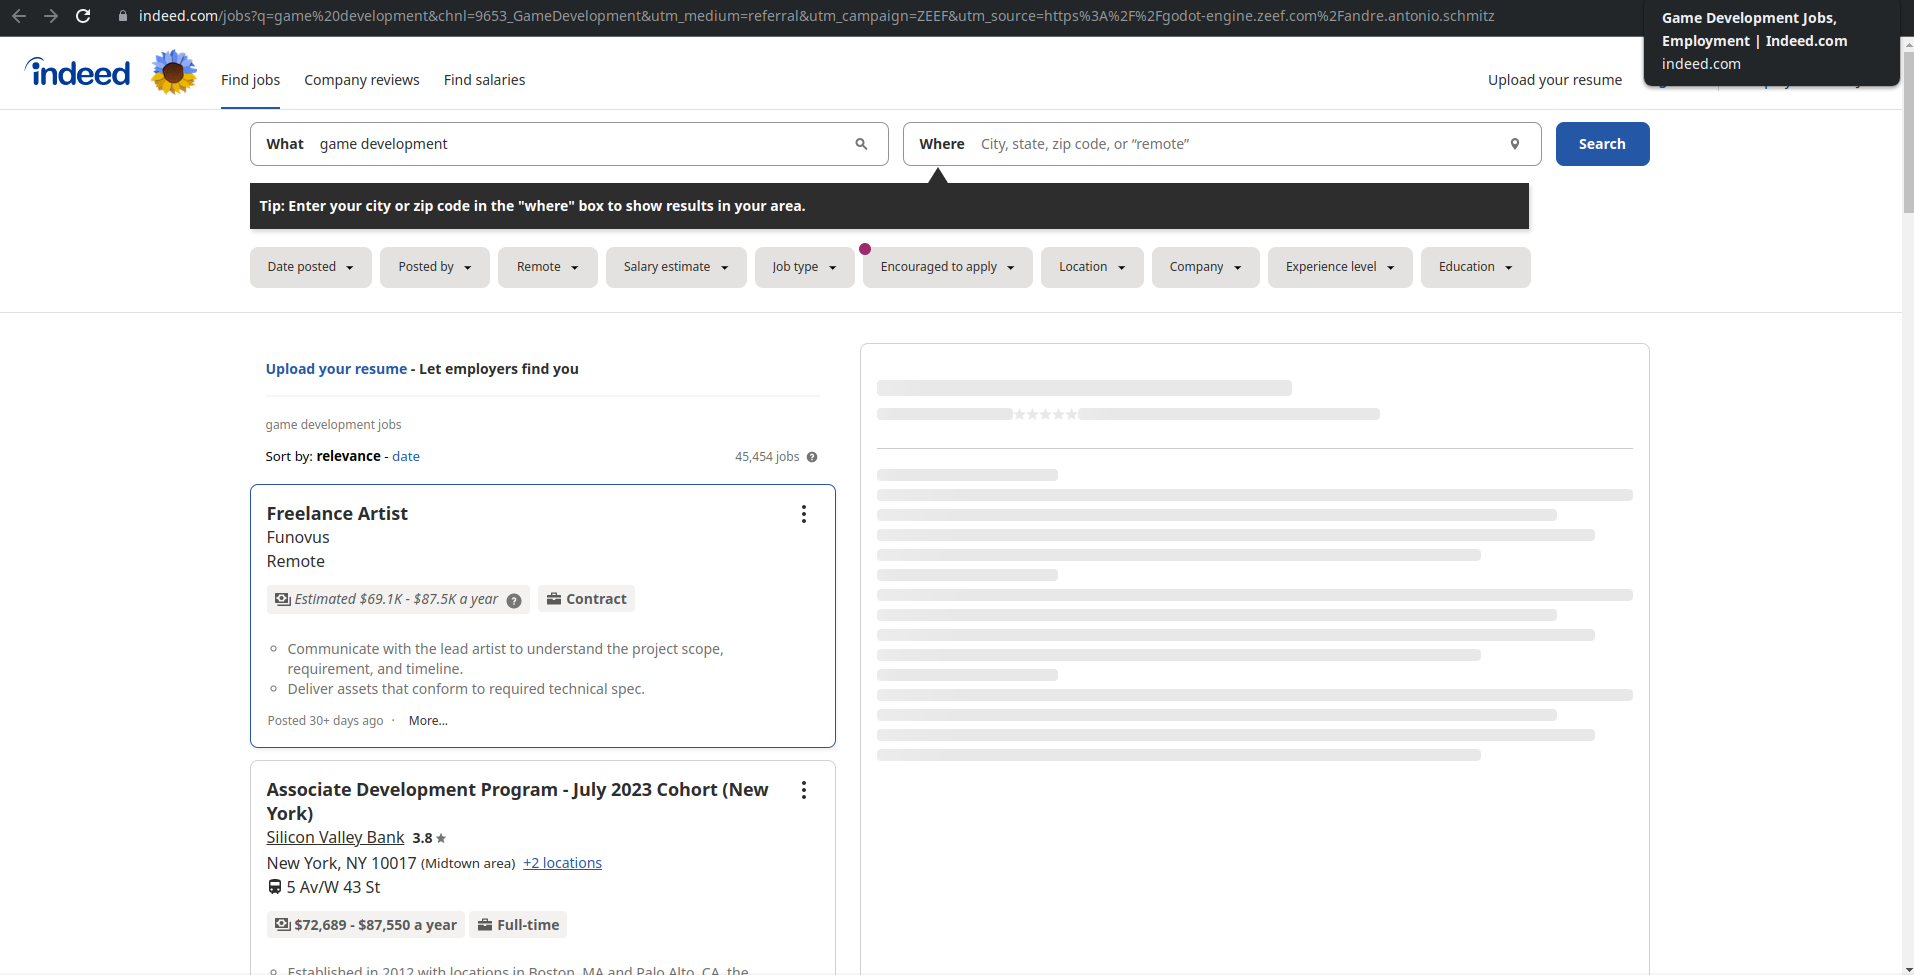 indeed.com/jobs?q=game%20development&chnl=9653_GameDevelopment&utm_medium=referral&utm_campaign=ZEEF&utm_source=https%3A%2F%2Fgodot-engine.zeef.com%2Fandre.antonio.schmitz
Game Development Jobs,
Employment | Indeed.com
indeed.com
indeed
Find jobs Company reviews Find salaries
Upload your resume
What game development
Where City, state, zip code, or “remote”
Search
Tip: Enter your city or zip code in the "where" box to show results in your area.
Date posted Posted by Remote Salary estimate Job type Encouraged to apply Location Company Experience level Education
Upload your resume - Let employers find you
game development jobs
Sort by: relevance - date 45,454 jobs
Freelance Artist
Funovus
Remote
Estimated $69.1K - $87.5K a year Contract
Communicate with the lead artist to understand the project scope,
requirement, and timeline.
Deliver assets that conform to required technical spec.
Posted 30+ days ago · More...
Associate Development Program - July 2023 Cohort (New
York)
Silicon Valley Bank 3.8
New York, NY 10017 (Midtown area) +2 locations
5 Av/W 43 St
$72,689 - $87,550 a year Full-time
Established in 2012 with locations in Boston, MA and Palo Alto, CA, the